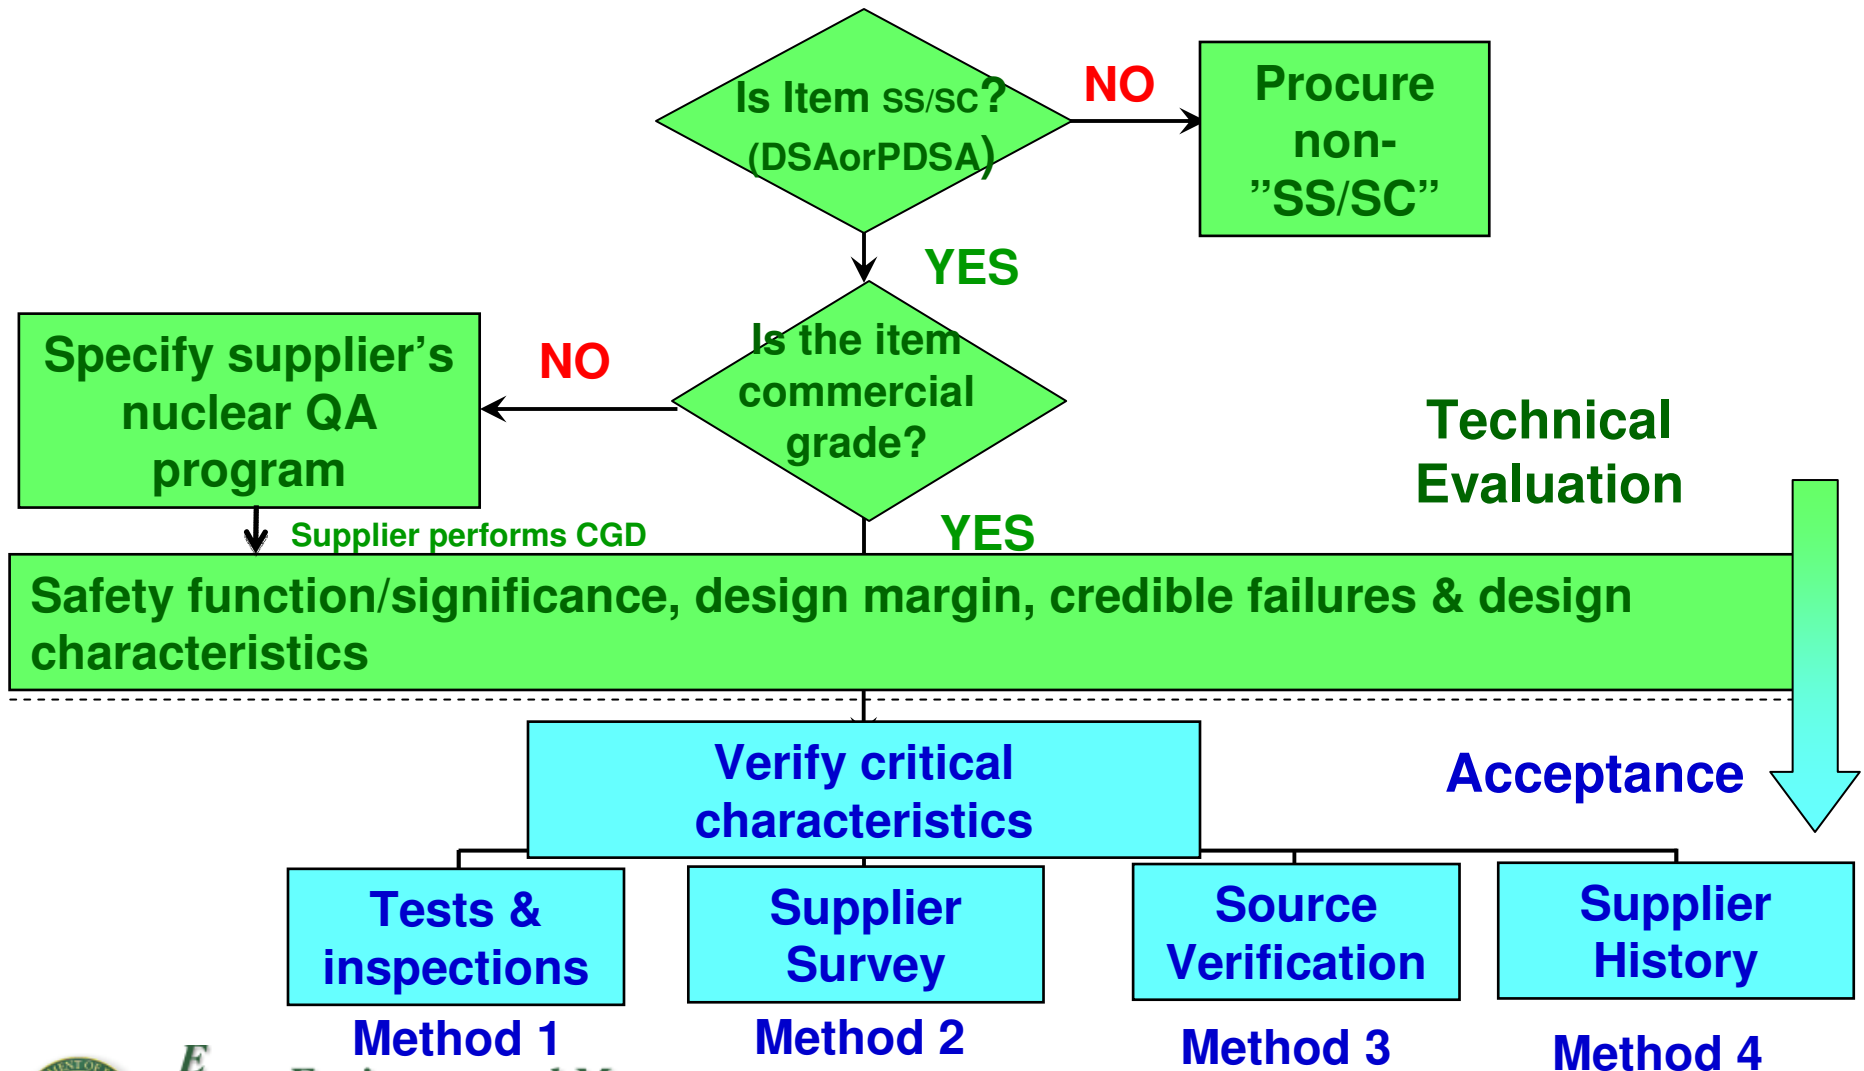 Is Item SS/SC?
(DSAorPDSA)
NO
Procure
non-
”SS/SC”
YES
Specify supplier’s
nuclear QA
program
NO
Is the item
commercial
grade?
Technical
Evaluation
Supplier performs CGD
YES
Safety function/significance, design margin, credible failures & design
characteristics
Verify critical
characteristics
Acceptance
Tests &
inspections
Supplier
Survey
Source
Verification
Supplier
History
Method 1
Method 2
Method 3
Method 4
E